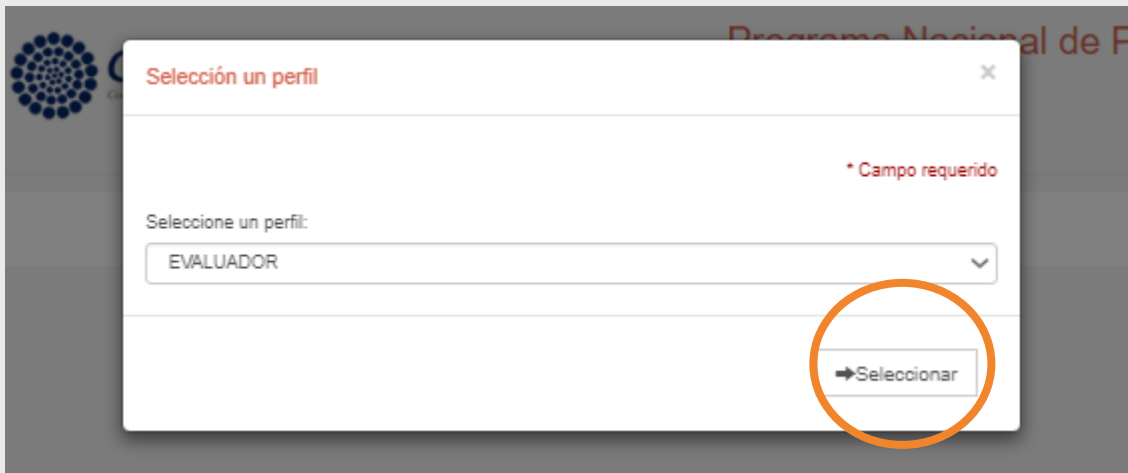 Programa Nacional de P
Selección un perfil
×
* Campo requerido
Seleccione un perfil:
EVALUADOR
➡Seleccionar